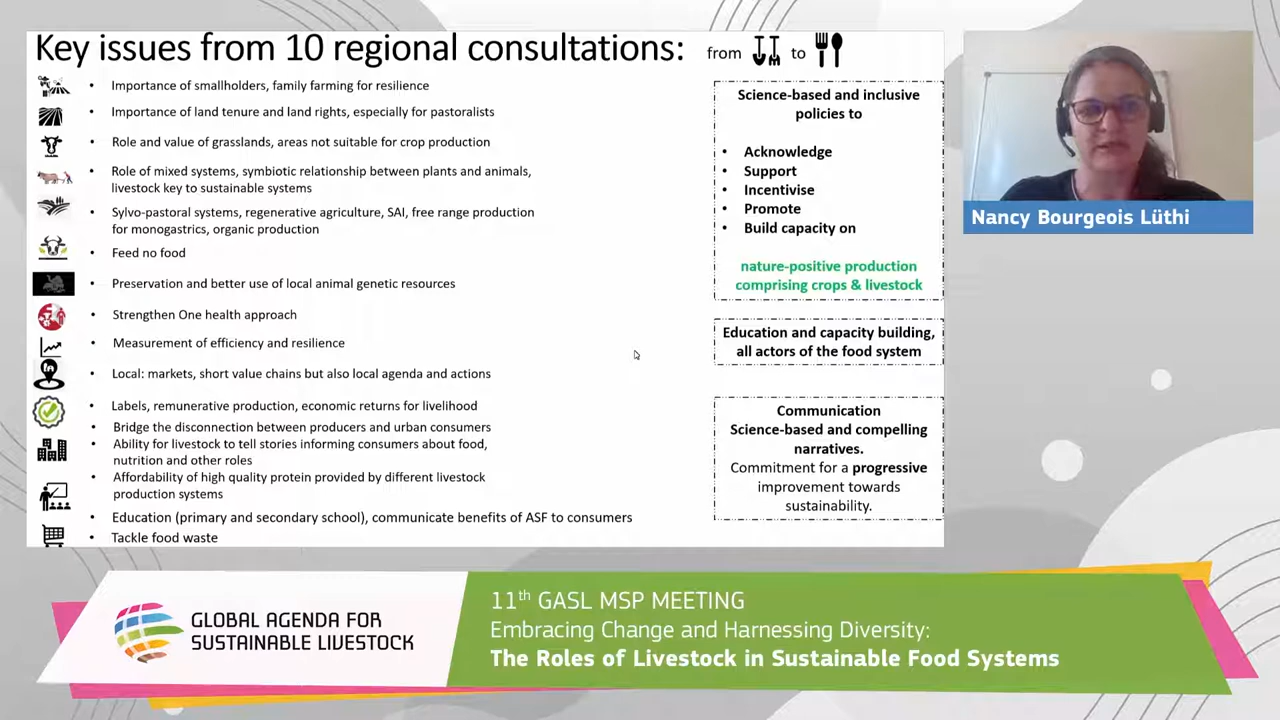 Key issues from 10 regional consultations: from to
• Importance of smallholders, family farming for resilience
• Importance of land tenure and land rights, especially for pastoralists
• Role and value of grasslands, areas not suitable for crop production
• Role of mixed systems, symbiotic relationship between plants and animals,
livestock key to sustainable systems
• Sylvo-pastoral systems, regenerative agriculture, SAI, free range production
for monogastrics, organic production
• Feed no food
• Preservation and better use of local animal genetic resources
• Strengthen One health approach
• Measurement of efficiency and resilience
• Local: markets, short value chains but also local agenda and actions
• Labels, remunerative production, economic returns for livelihood
• Bridge the disconnection between producers and urban consumers
• Ability for livestock to tell stories informing consumers about food,
nutrition and other roles
• Affordability of high quality protein provided by different livestock
production systems
• Education (primary and secondary school), communicate benefits of ASF to consumers
• Tackle food waste
Science-based and inclusive
policies to
• Acknowledge
• Support
• Incentivise
• Promote
• Build capacity on
nature-positive production
comprising crops & livestock
Education and capacity building,
all actors of the food system
Communication
Science-based and compelling
narratives.
Commitment for a progressive
improvement towards
sustainability.
Nancy Bourgeois Lüthi
GLOBAL AGENDA FOR
SUSTAINABLE LIVESTOCK
11th GASL MSP MEETING
Embracing Change and Harnessing Diversity:
The Roles of Livestock in Sustainable Food Systems